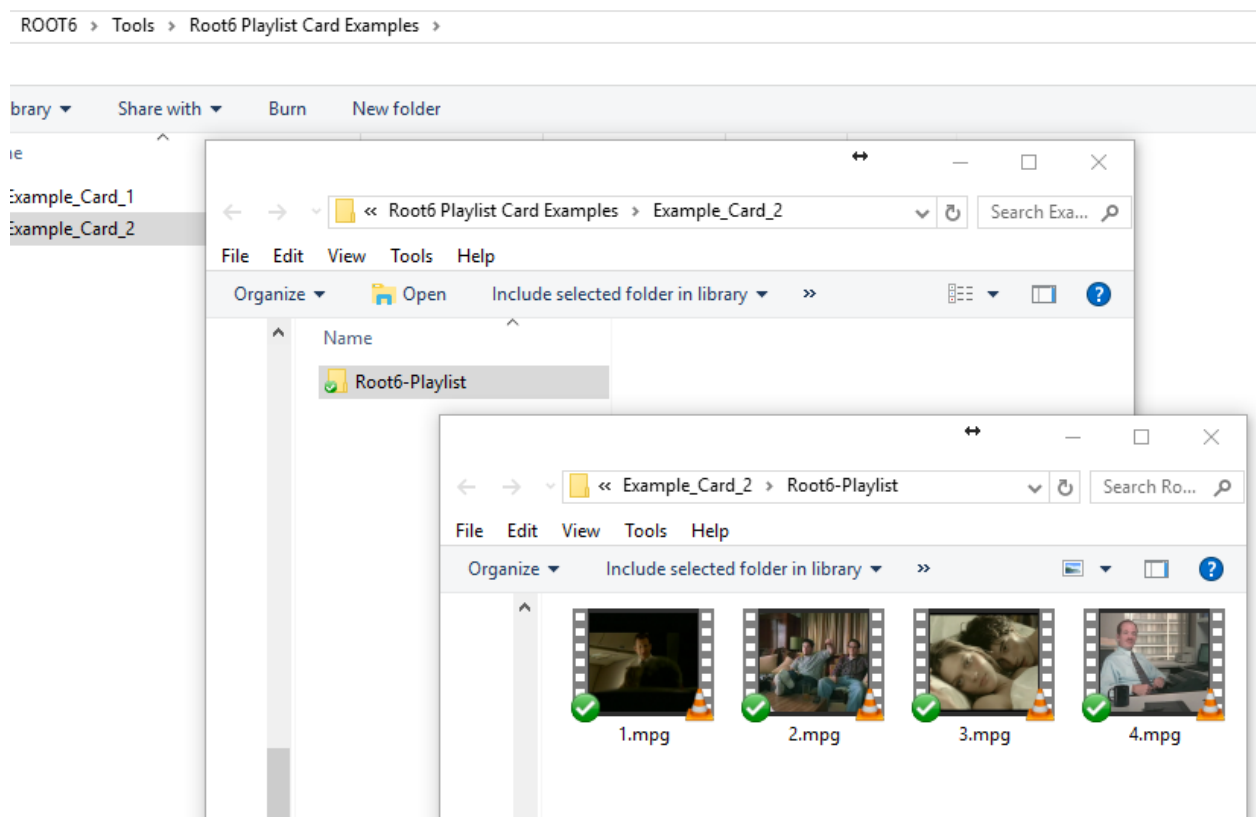 ROOT6 > Tools > Root6 Playlist Card Examples >
ibrary Share with Burn New folder
ne
Example_Card_1
Example_Card_2
« Root6 Playlist Card Examples > Example_Card_2 Search Exa...
File Edit View Tools Help
Organize Open Include selected folder in library » ?
Name
Root6-Playlist
« Example_Card_2 > Root6-Playlist Search Ro...
File Edit View Tools Help
Organize Include selected folder in library » ?
1.mpg 2.mpg 3.mpg 4.mpg